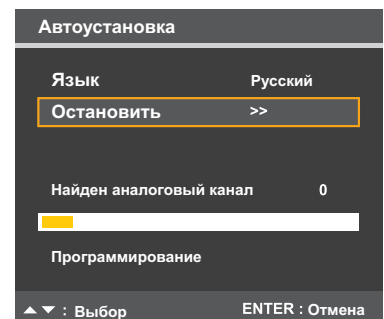 Автоустановка
Язык Русский
Остановить >>
Найден аналоговый канал 0
Программирование
▲ ▼ : Выбор ENTER : Отмена